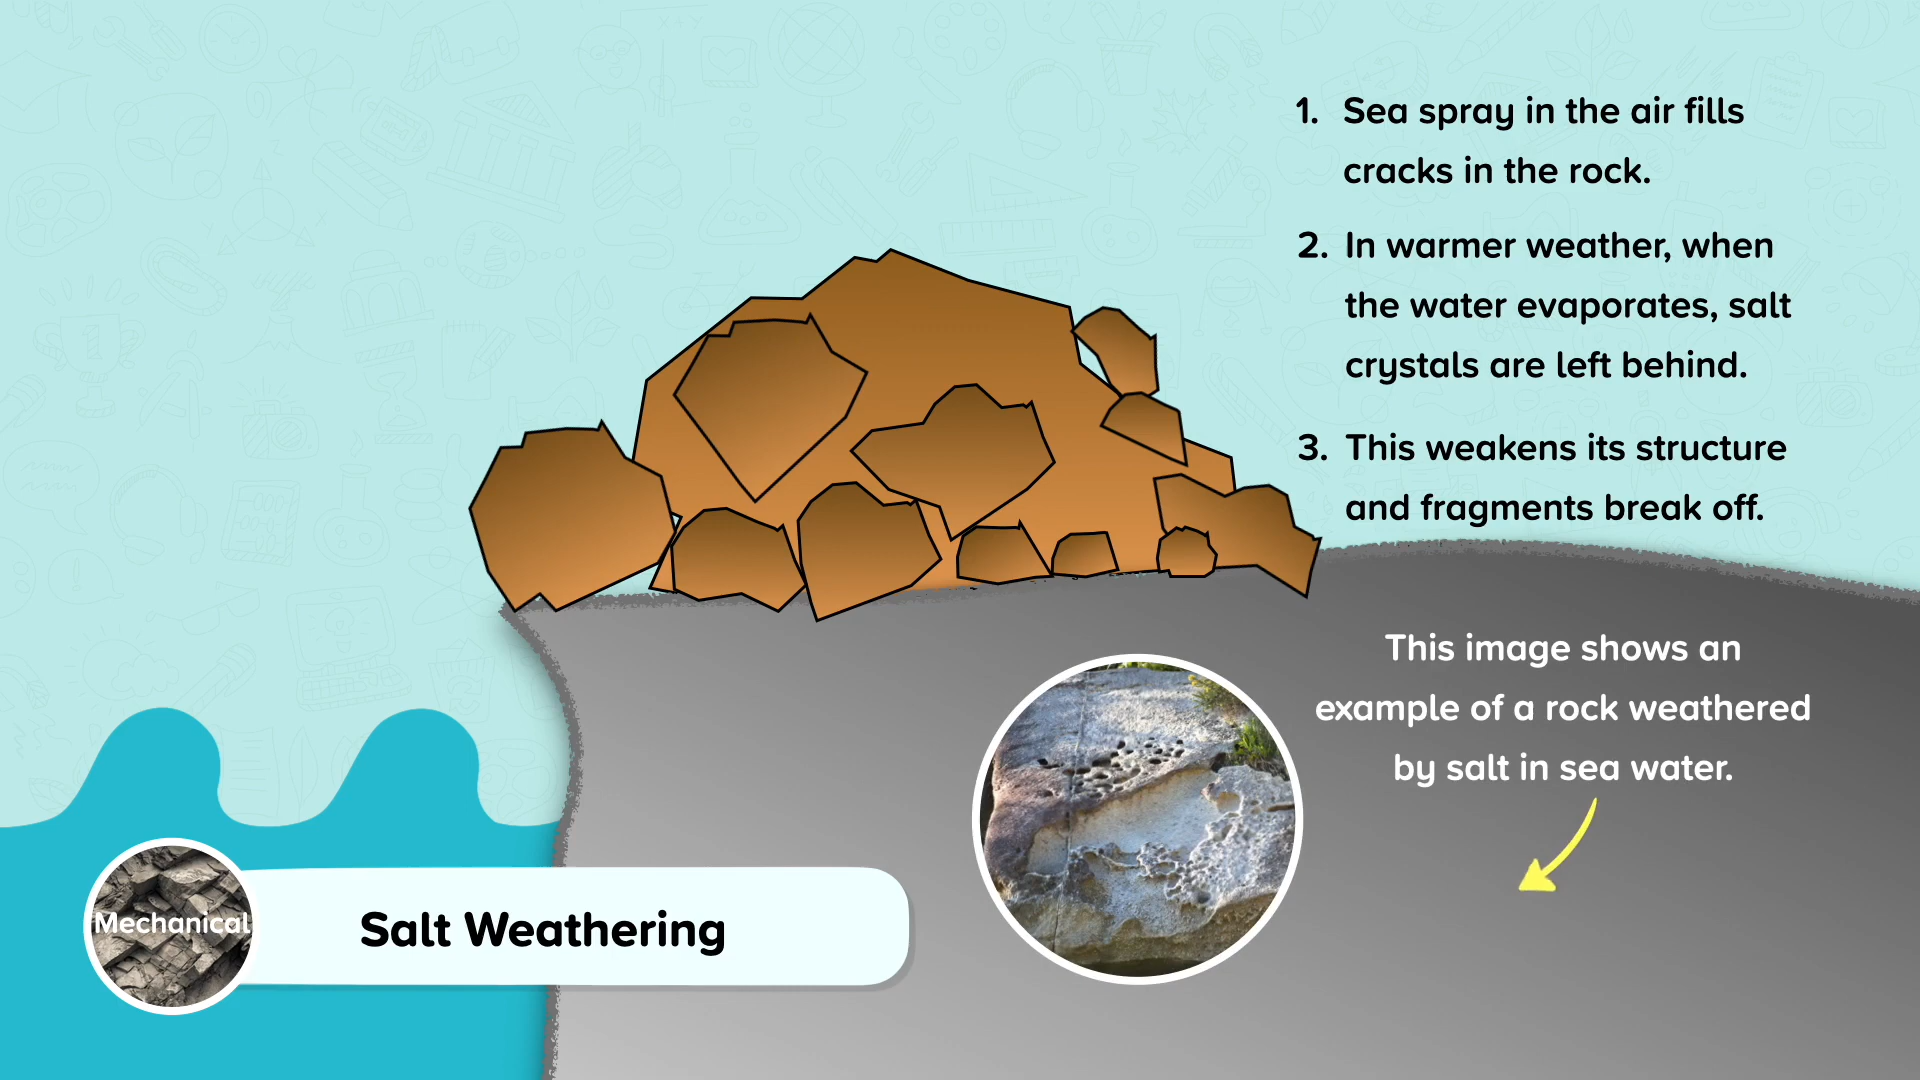 1. Sea spray in the air fills
cracks in the rock.
2. In warmer weather, when
the water evaporates, salt
crystals are left behind.
3. This weakens its structure
and fragments break off.
This image shows an
example of a rock weathered
by salt in sea water.
Mechanical
Salt Weathering